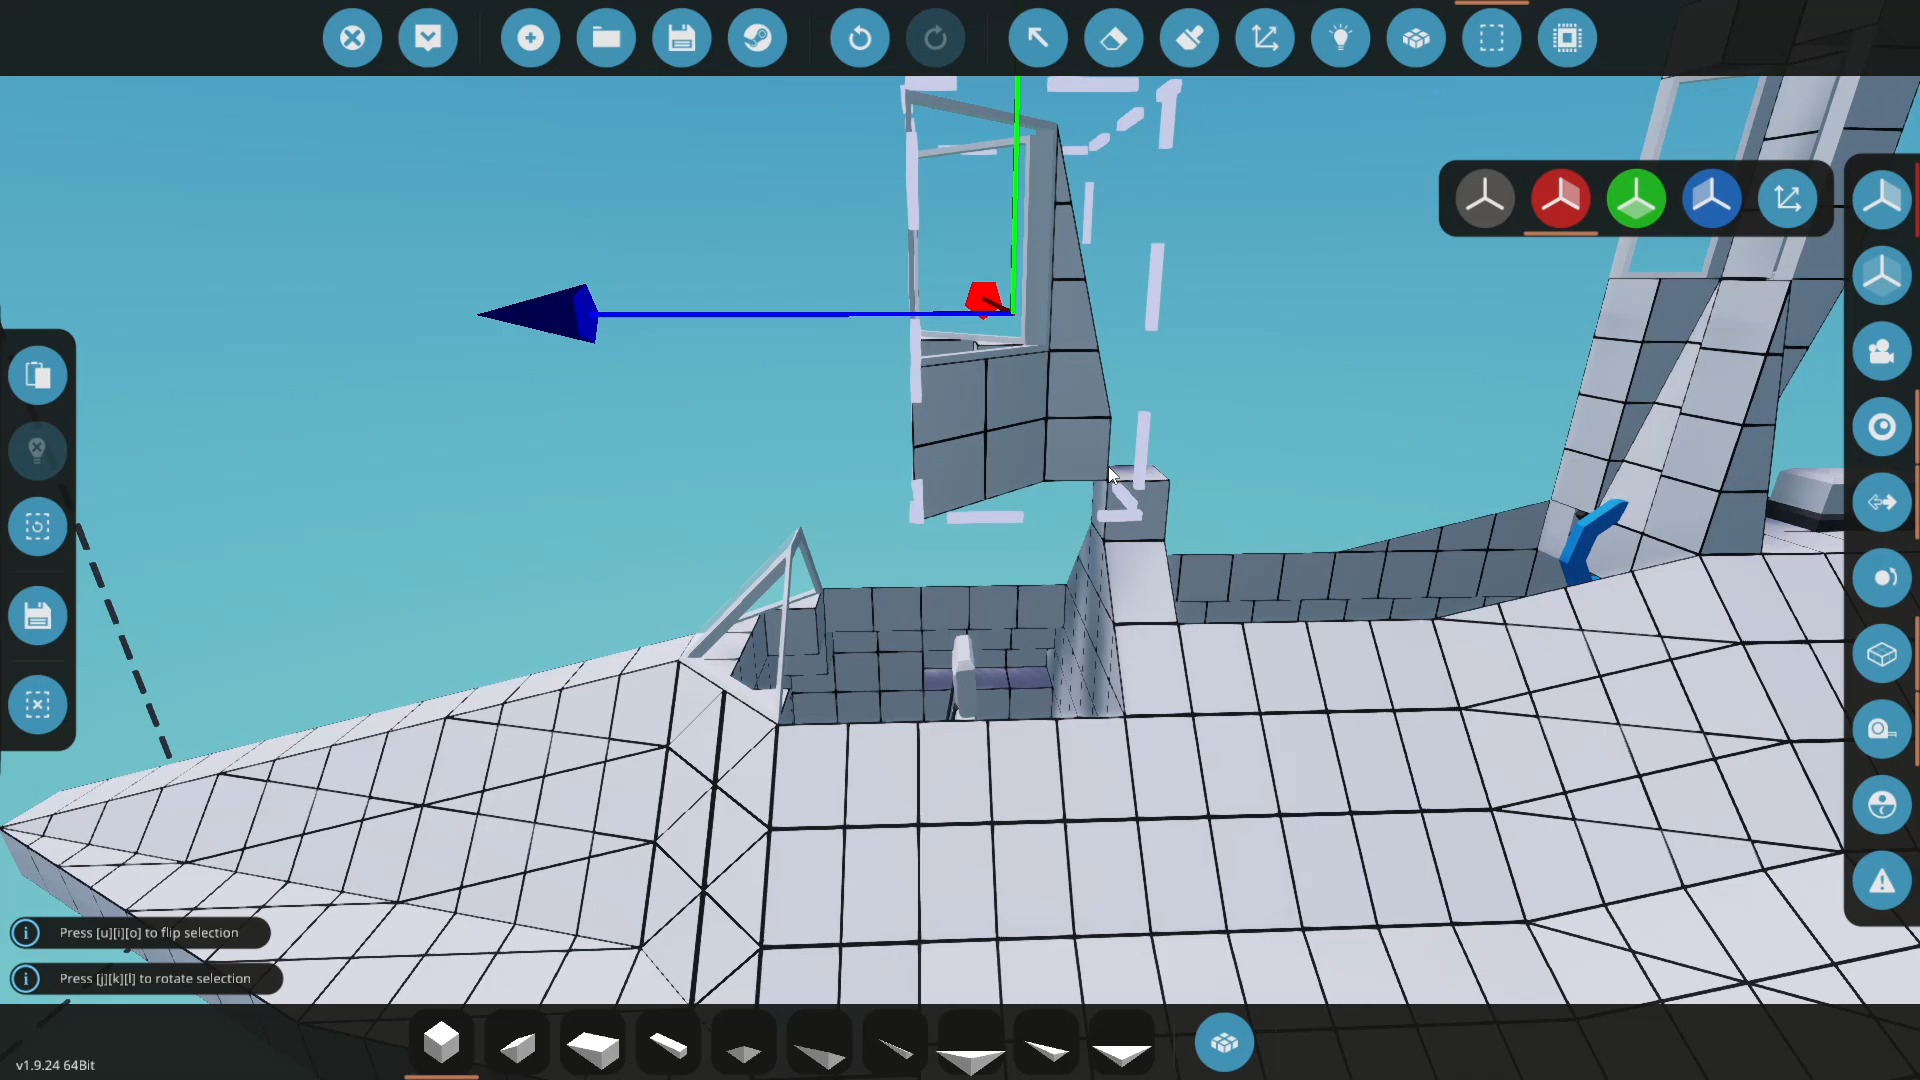 Press [u][i][o] to flip selection
Press [j][k][l] to rotate selection
v1.9.24 64Bit